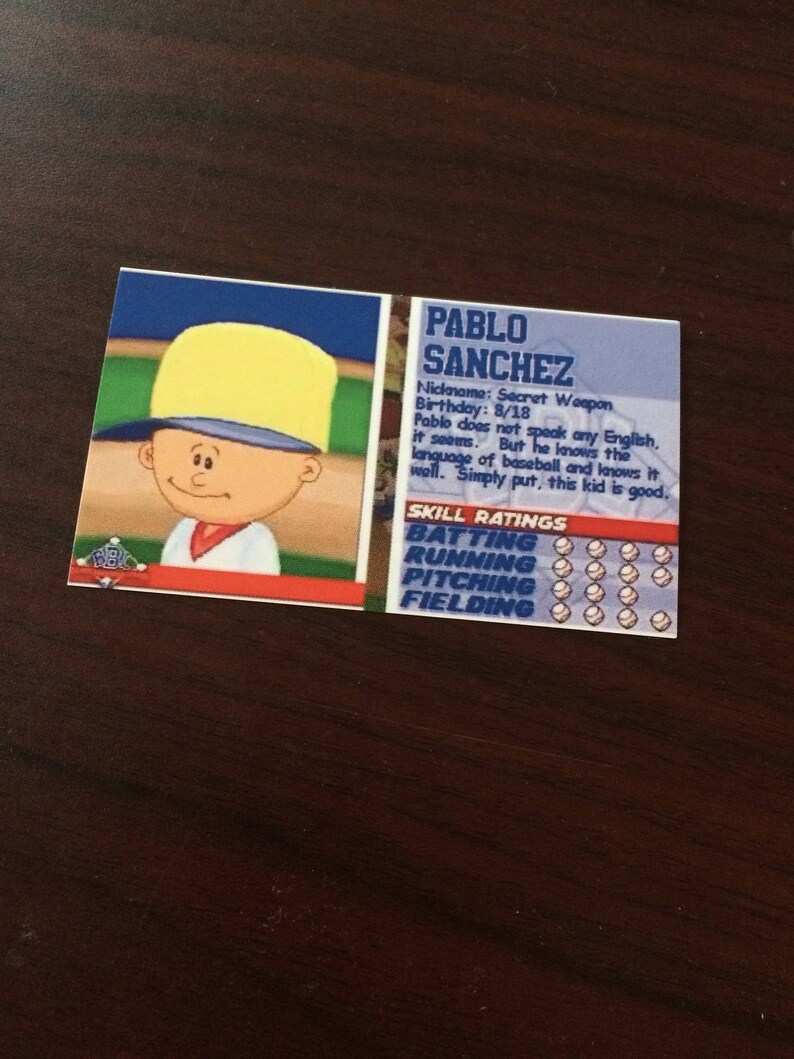 PABLO
SANCHEZ
Nickname: Secret Weapon
Birthday: 8/18
Pablo does not speak any English,
it seems. But he knows the
language of baseball and knows it
well. Simply put, this kid is good.
SKILL RATINGS
BATTING
RUNNING
PITCHING
FIELDING